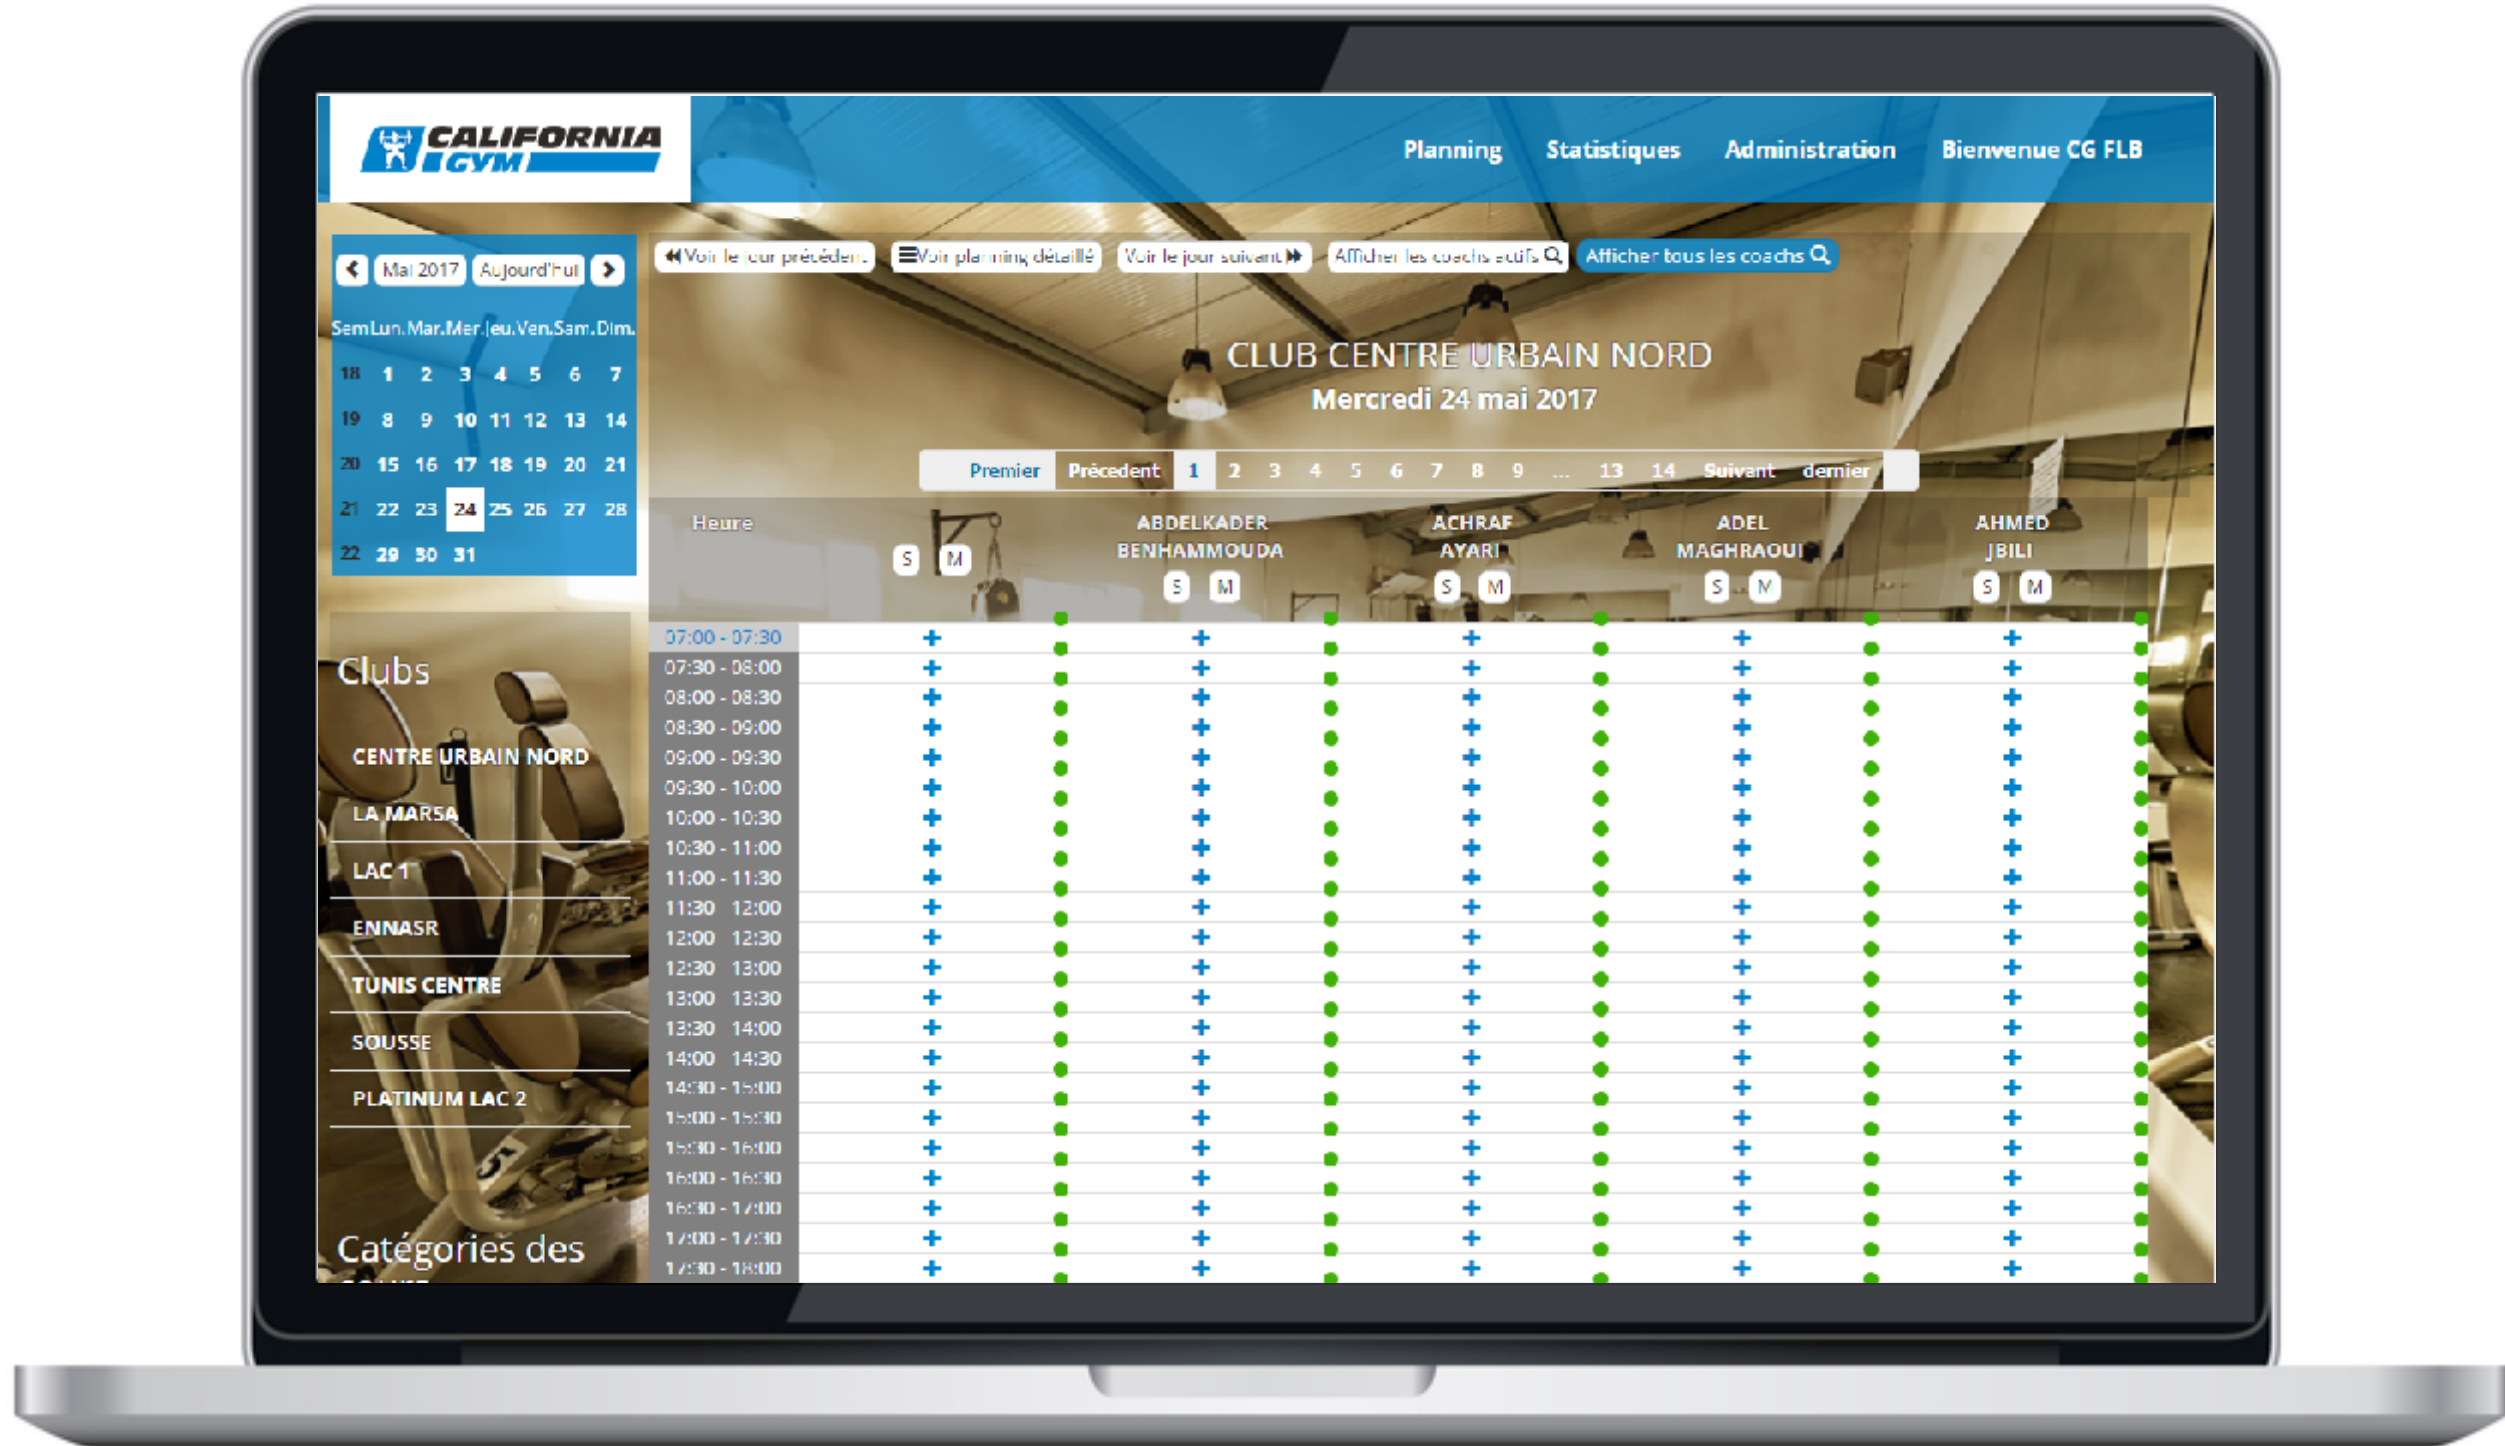 CALIFORNIA
GYM
Planning Statistiques Administration Bienvenue CG FLB
Mai 2017 Aujourd'hui
Sem Lun. Mar. Mer. Jeu. Ven. Sam. Dim.
18 1 2 3 4 5 6 7
19 8 9 10 11 12 13 14
20 15 16 17 18 19 20 21
21 22 23 24 25 26 27 28
22 29 30 31
Voir le jour précédent Voir planning détaillé Voir le jour suivant Afficher les coachs actifs Afficher tous les coachs
CLUB CENTRE URBAIN NORD
Mercredi 24 mai 2017
Premier Précedent 1 2 3 4 5 6 7 8 9 ... 13 14 Suivant dernier
Heure
S M
ABDELKADER
BENHAMMOUDA
S M
ACHRAF
AYARI
S M
ADEL
MAGHRAOUI
S M
AHMED
JBILI
S M
07:00 - 07:30
07:30 - 08:00
08:00 - 08:30
08:30 - 09:00
09:00 - 09:30
09:30 - 10:00
10:00 - 10:30
10:30 - 11:00
11:00 - 11:30
11:30 12:00
12:00 12:30
12:30 13:00
13:00 13:30
13:30 14:00
14:00 14:30
14:30 - 15:00
15:00 - 15:30
15:30 - 16:00
16:00 - 16:30
16:30 - 17:00
17:00 - 17:30
17:30 - 18:00
Clubs
CENTRE URBAIN NORD
LA MARSA
LAC 1
ENNASR
TUNIS CENTRE
SOUSSE
PLATINUM LAC 2
Catégories des